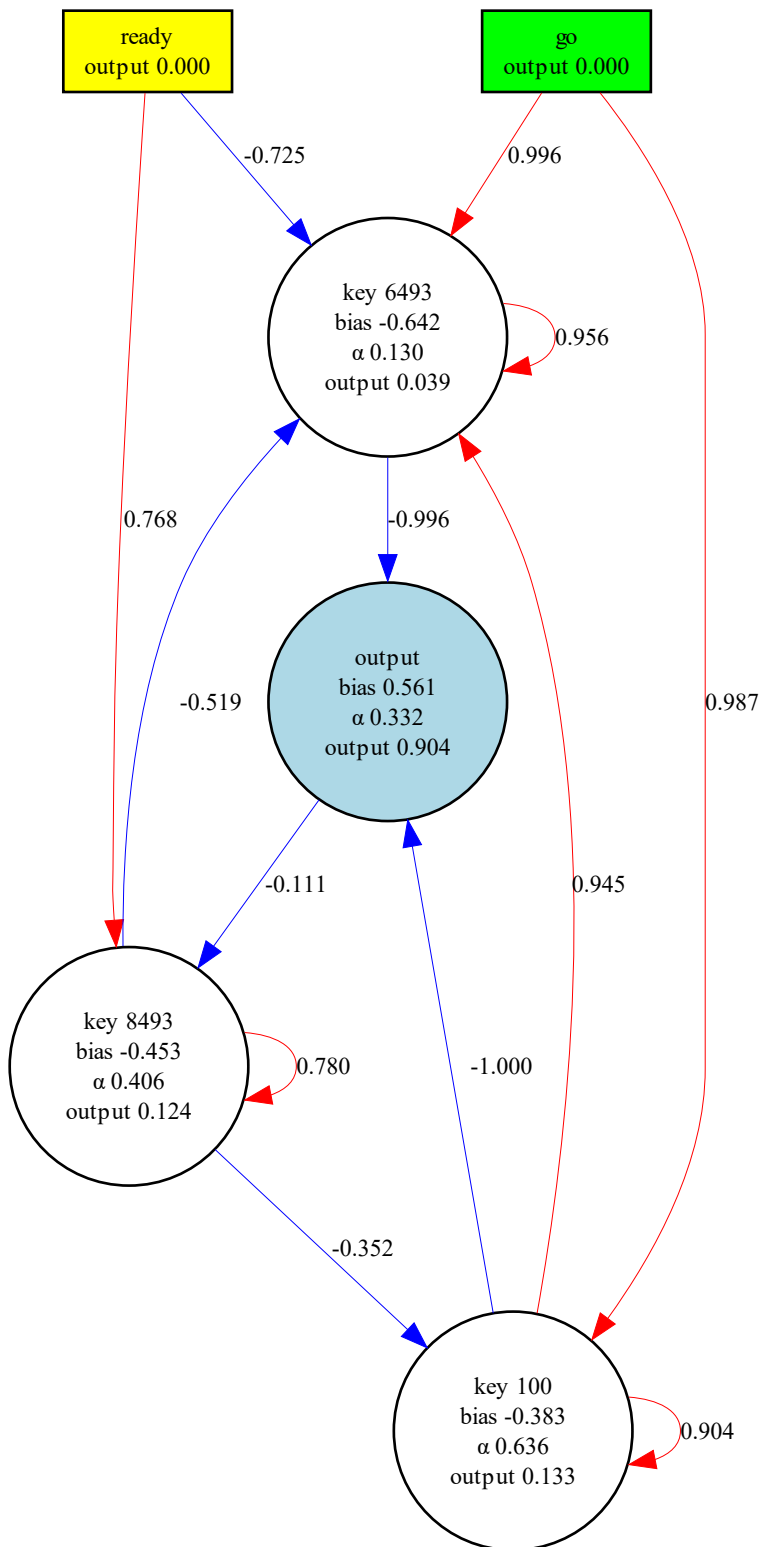 ready
output 0.000
go
output 0.000
-0.725
0.996
key 6493
bias -0.642
α 0.130
output 0.039
0.956
0.768
-0.996
-0.519
output
bias 0.561
α 0.332
output 0.904
0.987
-0.111
0.945
key 8493
bias -0.453
α 0.406
output 0.124
0.780
-1.000
-0.352
key 100
bias -0.383
α 0.636
output 0.133
0.904